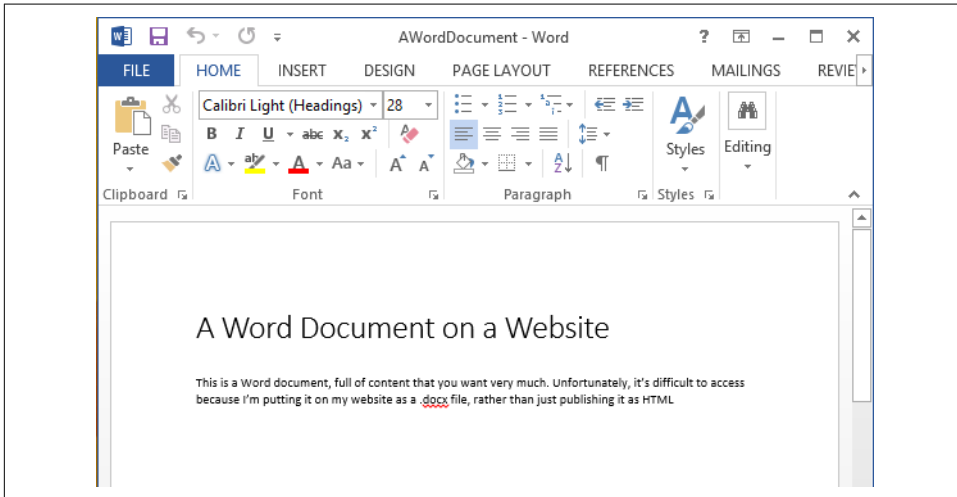 AWordDocument - Word
?
FILE HOME INSERT DESIGN PAGE LAYOUT REFERENCES MAILINGS REVIE
Calibri Light (Headings) 28
B I U abc X₂ X²
Paste
Styles Editing
A aby A Aa A A A Z
Clipboard Font Paragraph Styles
A Word Document on a Website
This is a Word document, full of content that you want very much. Unfortunately, it's difficult to access
because I'm putting it on my website as a .docx file, rather than just publishing it as HTML